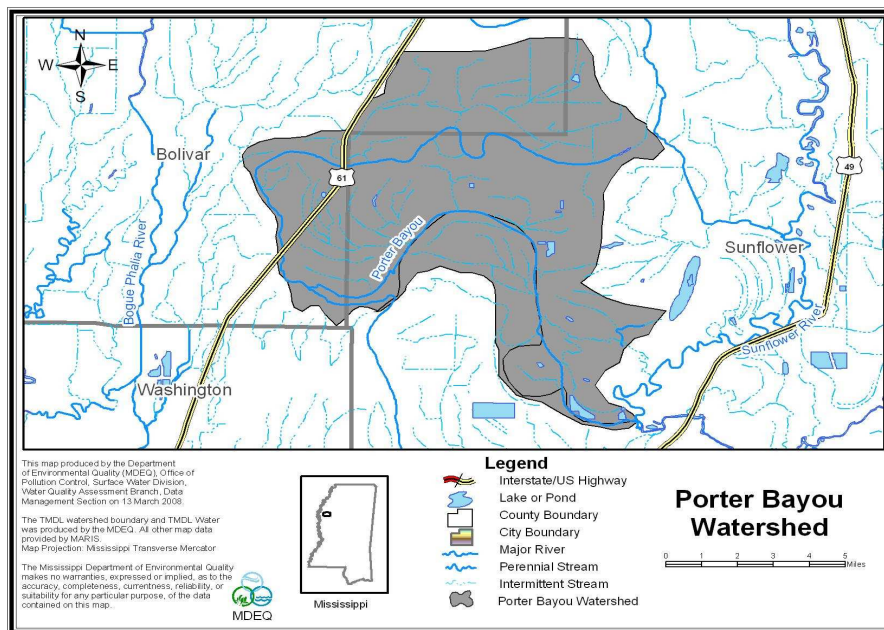 N
W E
S
Bolivar
61
49
Porter Bayou
Bogue Phalia River
Sunflower
Sunflower River
Washington
This map produced by the Department
of Environmental Quality (MDEQ), Office of
Pollution Control, Surface Water Division,
Water Quality Assessment Branch, Data
Management Section on 13 March 2008.
The TMDL watershed boundary and TMDL Water
was produced by the MDEQ. All other map data
provided by MARIS.
Map Projection: Mississippi Transverse Mercator
The Mississippi Department of Environmental Quality
makes no warranties, expressed or implied, as to the
accuracy, completeness, currentness, reliability, or
suitability for any particular purpose, of the data
contained on this map.
MDEQ
Mississippi
Legend
Interstate/US Highway
Lake or Pond
County Boundary
City Boundary
Major River
Perennial Stream
Intermittent Stream
Porter Bayou Watershed
Porter Bayou
Watershed
0 1 2 3 4 5
Miles